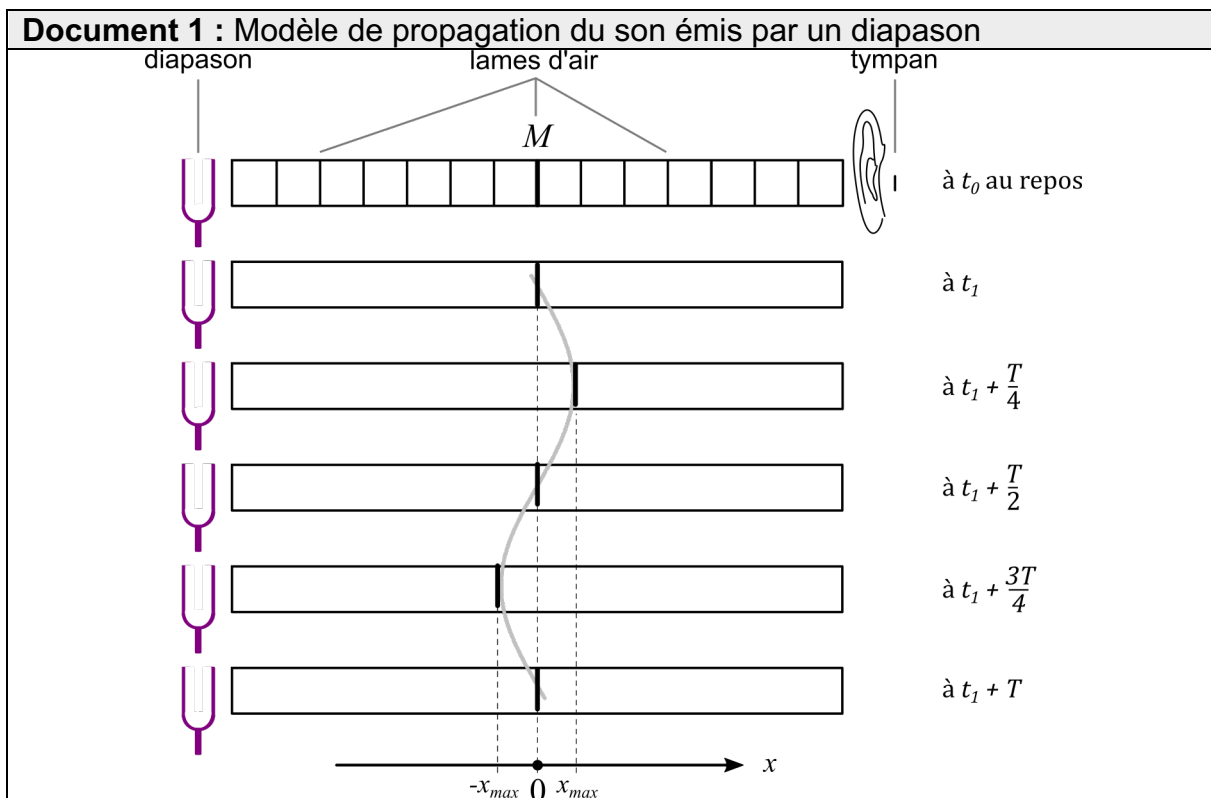 Document 1 : Modèle de propagation du son émis par un diapason
diapason lames d'air tympan
M
à t₀ au repos
à t₁
à t₁ + T/4
à t₁ + T/2
à t₁ + 3T/4
à t₁ + T
x
-xₘₐₓ 0 xₘₐₓ